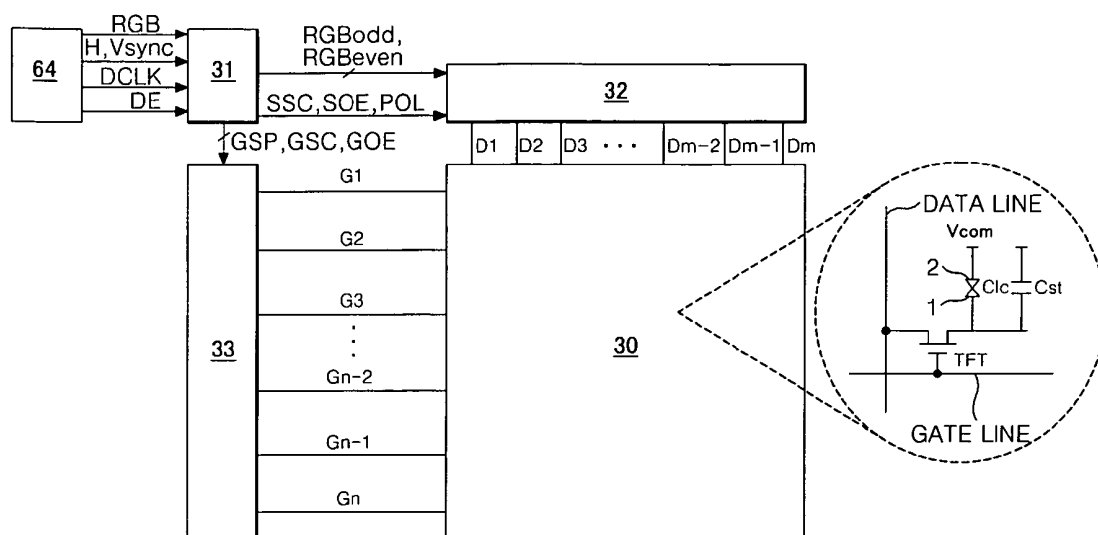 RGB
H,Vsync
DCLK
DE
64
31
RGBodd,
RGBeven
SSC,SOE,POL
32
GSP,GSC,GOE
D1 D2 D3 ··· Dm-2 Dm-1 Dm
G1
G2
G3
⋮
Gn-2
Gn-1
Gn
33
30
DATA LINE
Vcom
2
Clc
Cst
1
TFT
GATE LINE